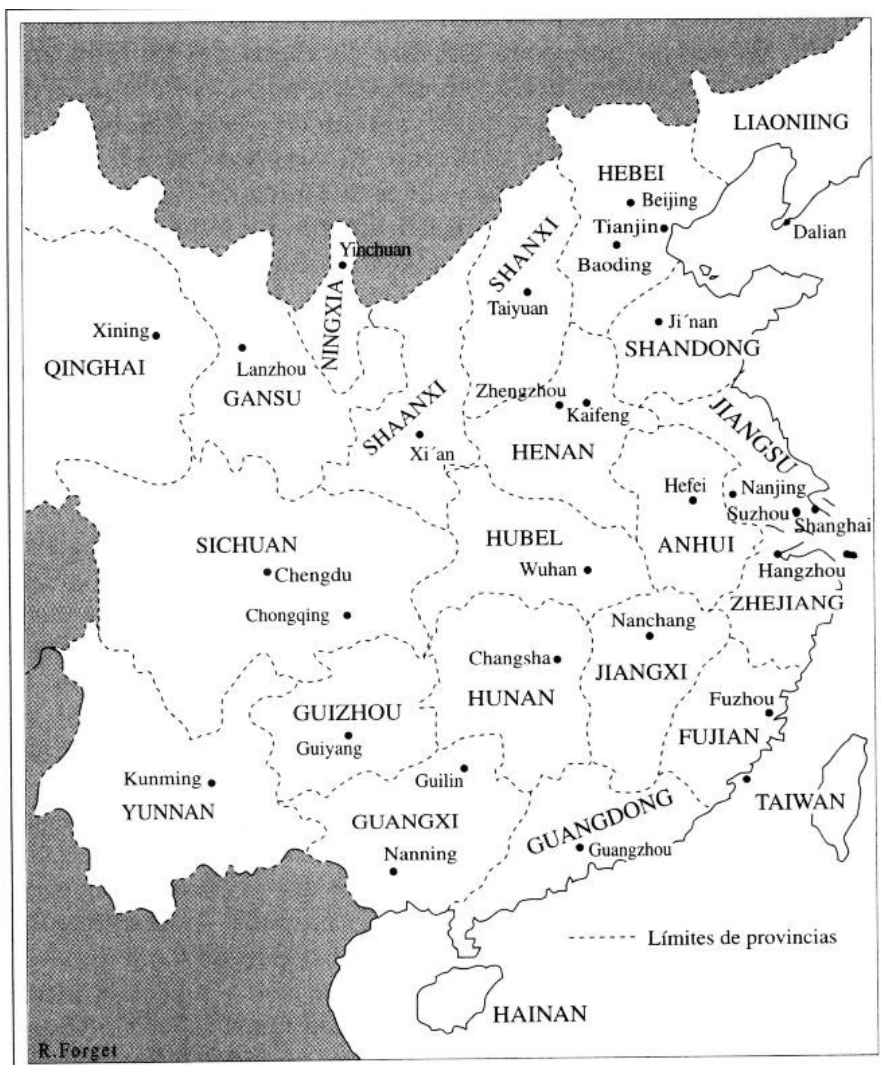 LIAONIING
HEBEI
Beijing
Tianjin
Dalian
SHANXI
Baoding
Yinchuan
Taiyuan
NINGXIA
Xining
Ji´nan
QINGHAI
Lanzhou
SHANDONG
GANSU
SHAANXI
Zhengzhou
Kaifeng
JIANGSU
Xi´an
HENAN
Hefei
Nanjing
Suzhou
Shanghai
SICHUAN
HUBEL
ANHUI
Chengdu
Wuhan
Hangzhou
ZHEJIANG
Chongqing
Nanchang
Changsha
JIANGXI
HUNAN
Fuzhou
GUIZHOU
FUJIAN
Guiyang
Kunming
Guilin
YUNNAN
TAIWAN
GUANGXI
GUANGDONG
Nanning
Guangzhou
Límites de provincias
HAINAN
R.Forget